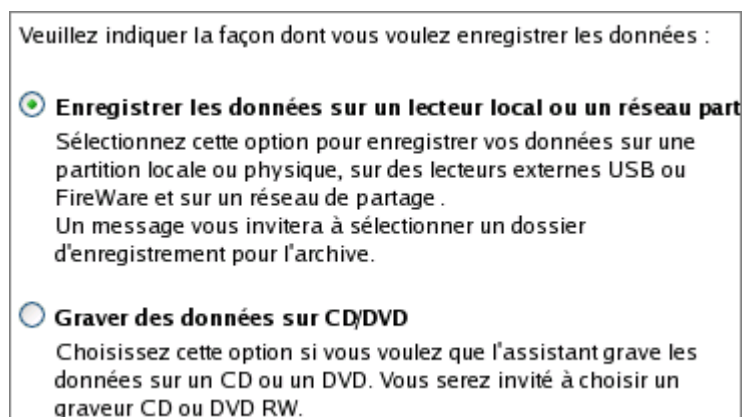 Veuillez indiquer la façon dont vous voulez enregistrer les données :
Enregistrer les données sur un lecteur local ou un réseau part
Sélectionnez cette option pour enregistrer vos données sur une
partition locale ou physique, sur des lecteurs externes USB ou
FireWare et sur un réseau de partage .
Un message vous invitera à sélectionner un dossier
d'enregistrement pour l'archive.
Graver des données sur CD/DVD
Choisissez cette option si vous voulez que l'assistant grave les
données sur un CD ou un DVD. Vous serez invité à choisir un
graveur CD ou DVD RW.